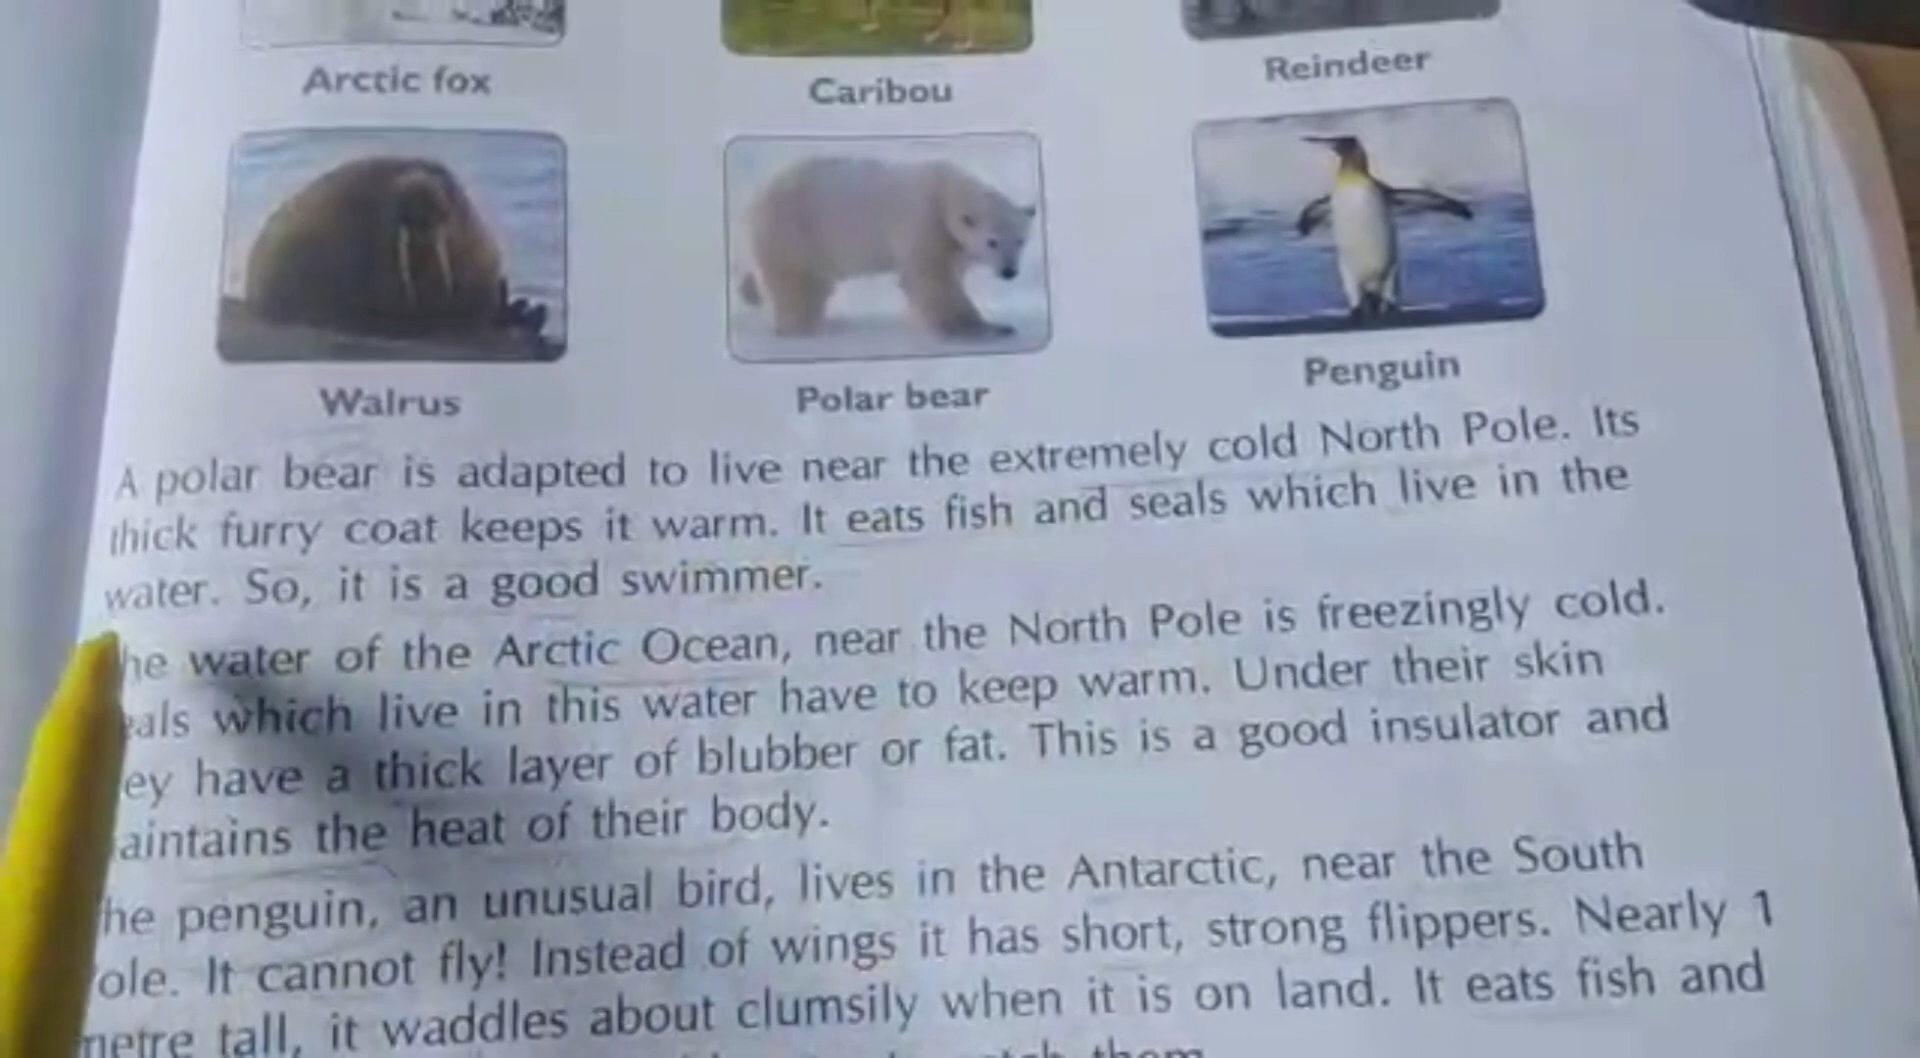 Arctic fox
Caribou
Reindeer
Walrus
Polar bear
Penguin
A polar bear is adapted to live near the extremely cold North Pole. Its
thick furry coat keeps it warm. It eats fish and seals which live in the
water. So, it is a good swimmer.
he water of the Arctic Ocean, near the North Pole is freezingly cold.
eals which live in this water have to keep warm. Under their skin
ey have a thick layer of blubber or fat. This is a good insulator and
aintains the heat of their body.
he penguin, an unusual bird, lives in the Antarctic, near the South
ole. It cannot fly! Instead of wings it has short, strong flippers. Nearly 1
metre tall, it waddles about clumsily when it is on land. It eats fish and
them